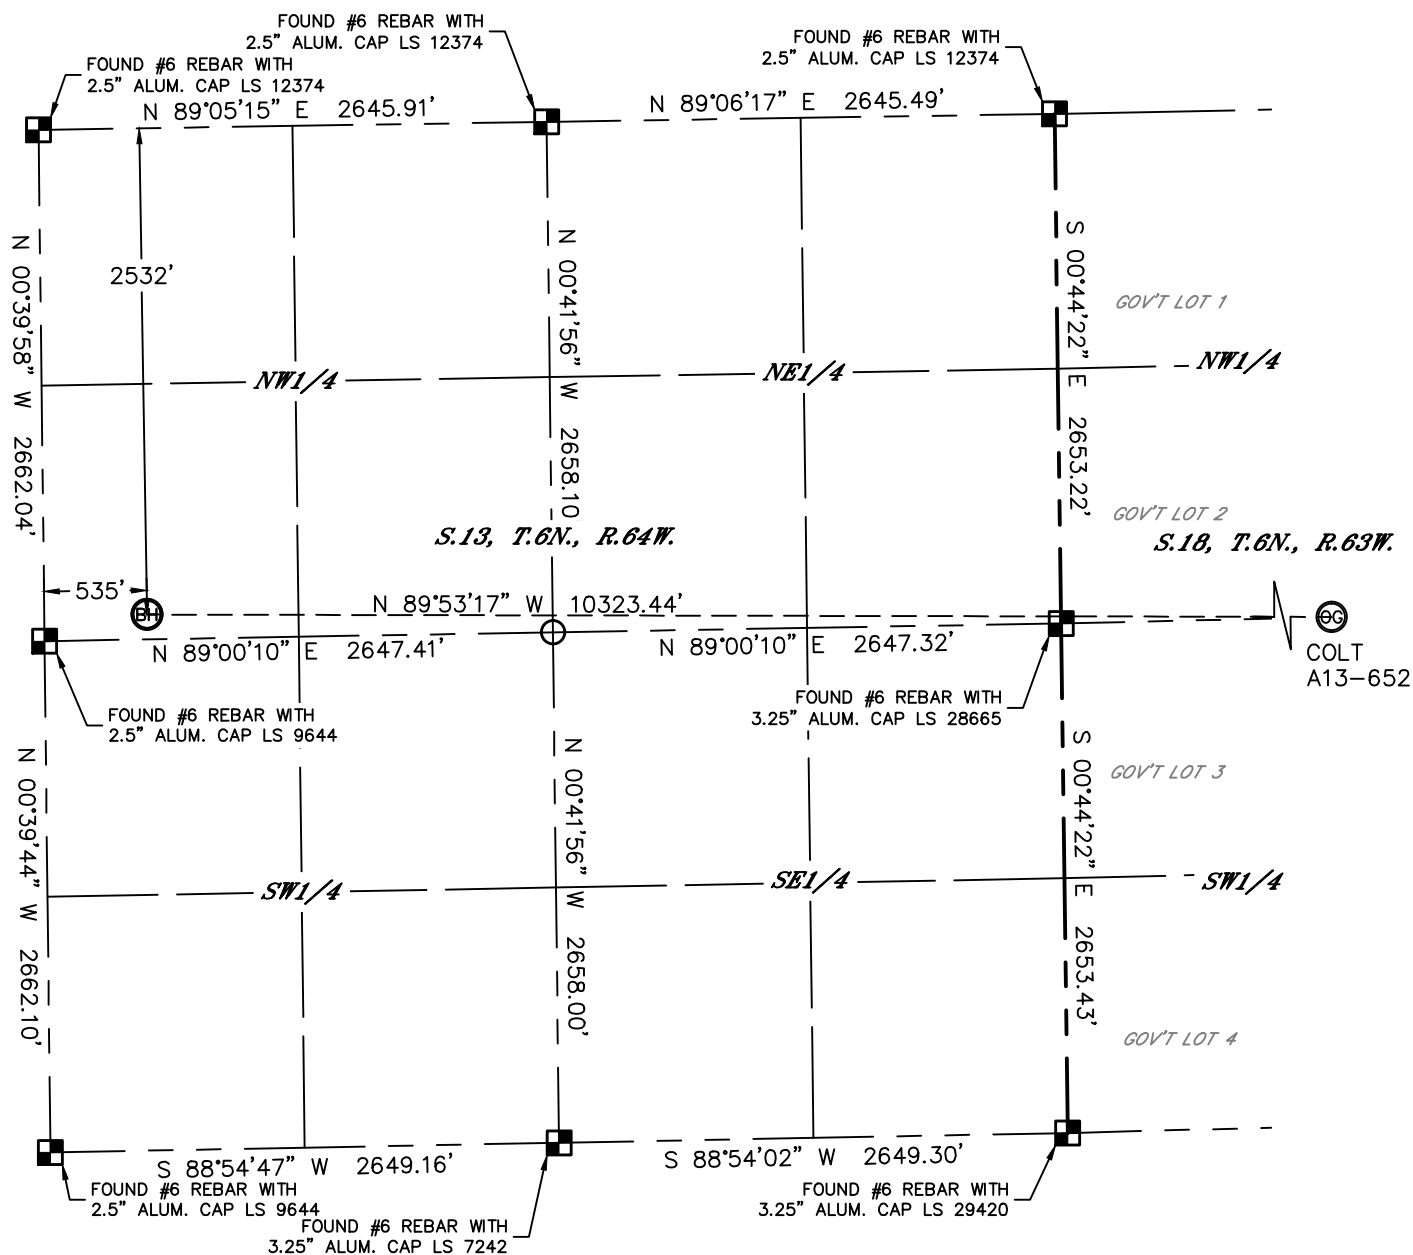 FOUND #6 REBAR WITH
2.5" ALUM. CAP LS 12374
FOUND #6 REBAR WITH
2.5" ALUM. CAP LS 12374
FOUND #6 REBAR WITH
2.5" ALUM. CAP LS 12374
N 89°05'15" E 2645.91'
N 89°06'17" E 2645.49'
N 00°39'58" W 2662.04'
2532'
N 00°41'56" W 2658.10
S 00°44'22" E 2653.22'
GOV'T LOT 1
NW1/4
NE1/4
NW1/4
GOV'T LOT 2
S.13, T.6N., R.64W.
S.18, T.6N., R.63W.
535'
BH
N 89°53'17" W 10323.44'
OG
COLT
A13-652
N 89°00'10" E 2647.41'
N 89°00'10" E 2647.32'
FOUND #6 REBAR WITH
3.25" ALUM. CAP LS 28665
FOUND #6 REBAR WITH
2.5" ALUM. CAP LS 9644
N 00°39'44" W 2662.10'
N 00°41'56" W 2658.00'
S 00°44'22" E 2653.43'
GOV'T LOT 3
SW1/4
SE1/4
SW1/4
GOV'T LOT 4
S 88°54'47" W 2649.16'
S 88°54'02" W 2649.30'
FOUND #6 REBAR WITH
2.5" ALUM. CAP LS 9644
FOUND #6 REBAR WITH
3.25" ALUM. CAP LS 7242
FOUND #6 REBAR WITH
3.25" ALUM. CAP LS 29420